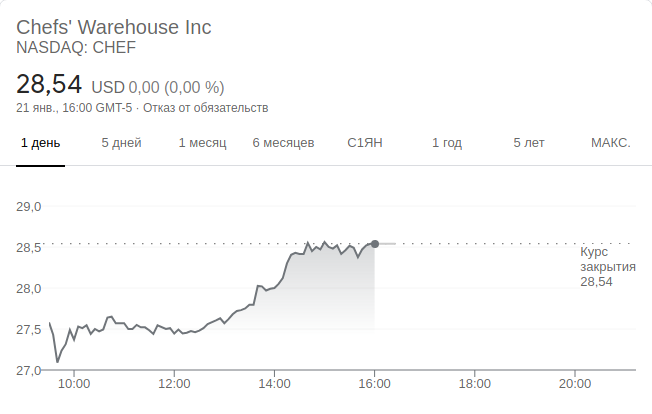 Chefs' Warehouse Inc
NASDAQ: CHEF
28,54 USD 0,00 (0,00 %)
21 янв., 16:00 GMT-5 · Отказ от обязательств
1 день 5 дней 1 месяц 6 месяцев С1ЯН 1 год 5 лет МАКС.
29,0
28,5
Курс
закрытия
28,54
28,0
27,5
27,0
10:00 12:00 14:00 16:00 18:00 20:00